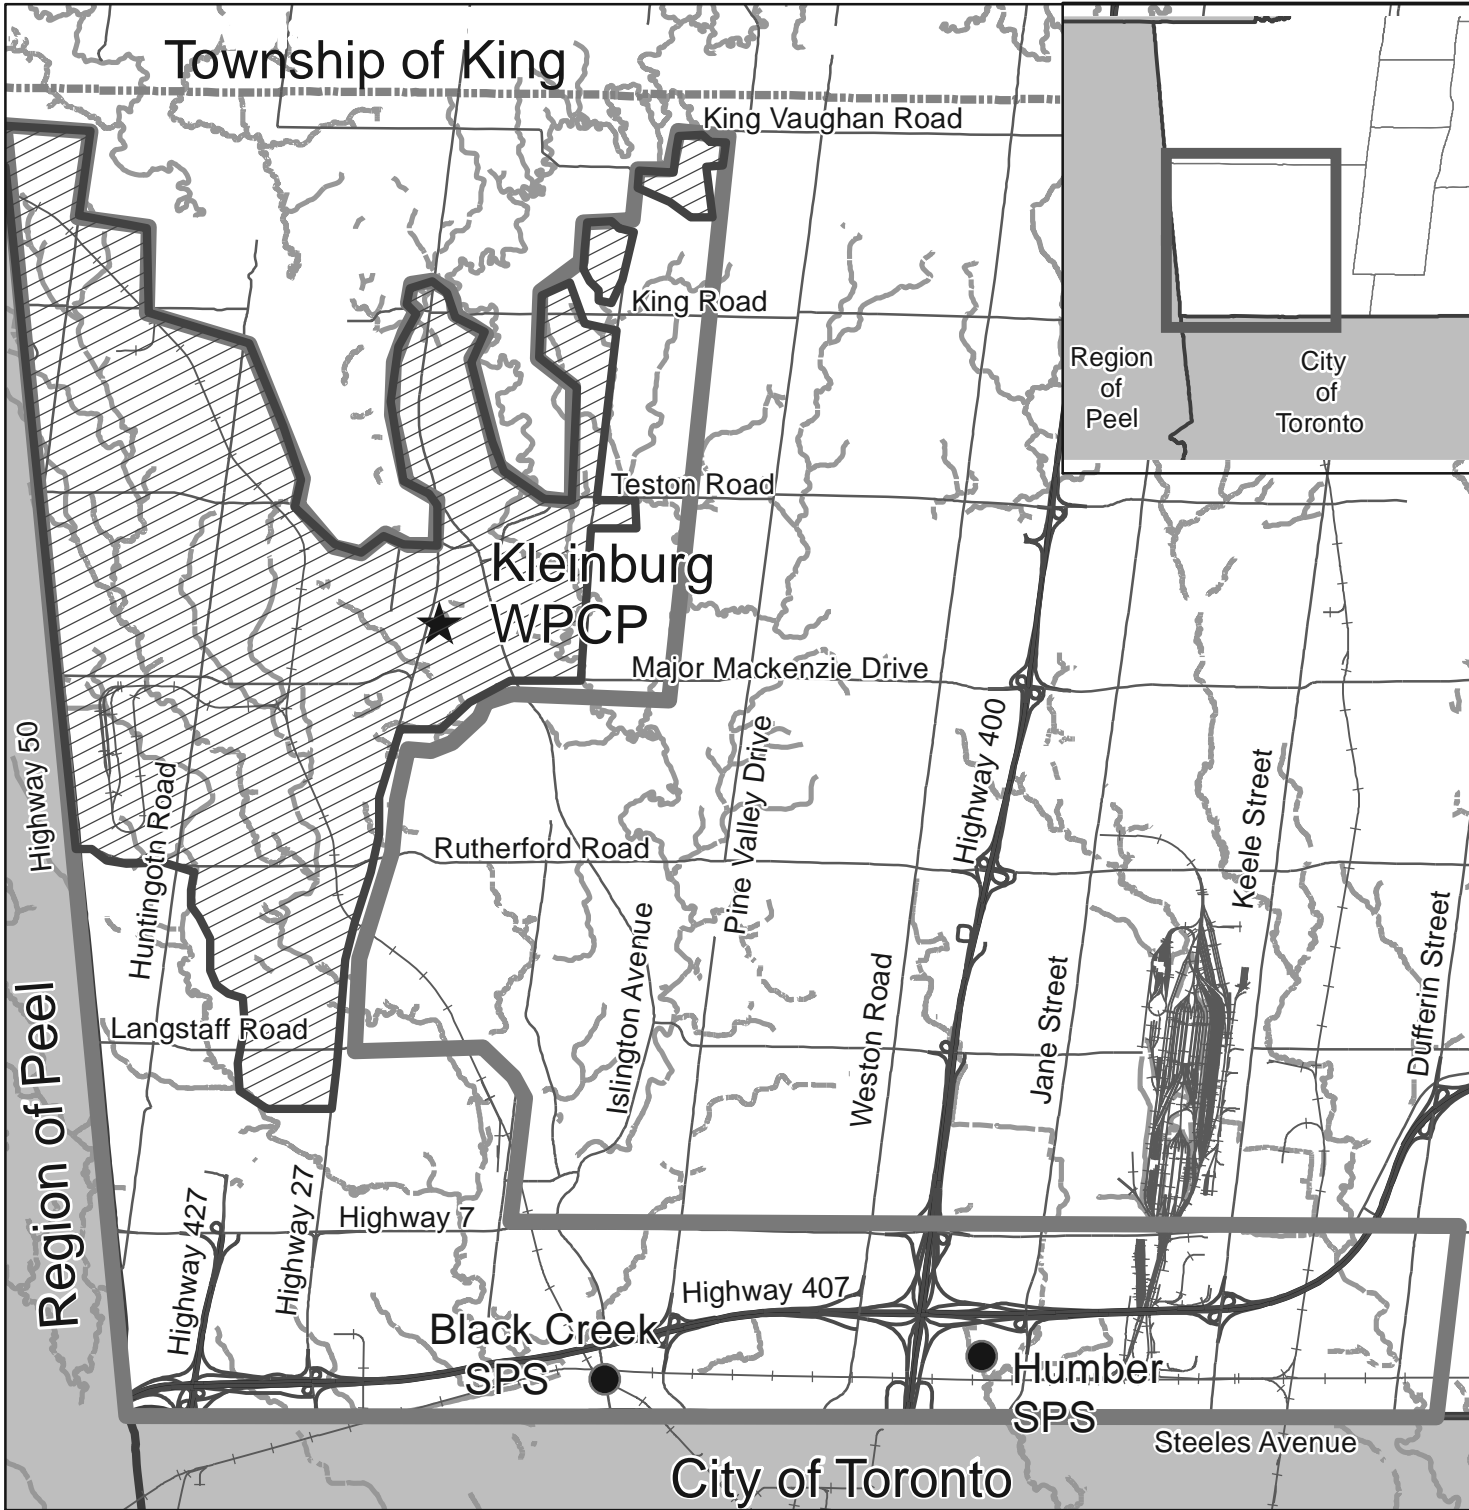 Township of King
King Vaughan Road
King Road
Region
of
Peel
City
of
Toronto
Teston Road
Kleinburg
WPCP
Major Mackenzie Drive
Highway 50
Huntingotn Road
Rutherford Road
Pine Valley Drive
Highway 400
Keele Street
Islington Avenue
Weston Road
Jane Street
Dufferin Street
Langstaff Road
Region of Peel
Highway 427
Highway 27
Highway 7
Highway 407
Black Creek
SPS
Humber
SPS
Steeles Avenue
City of Toronto